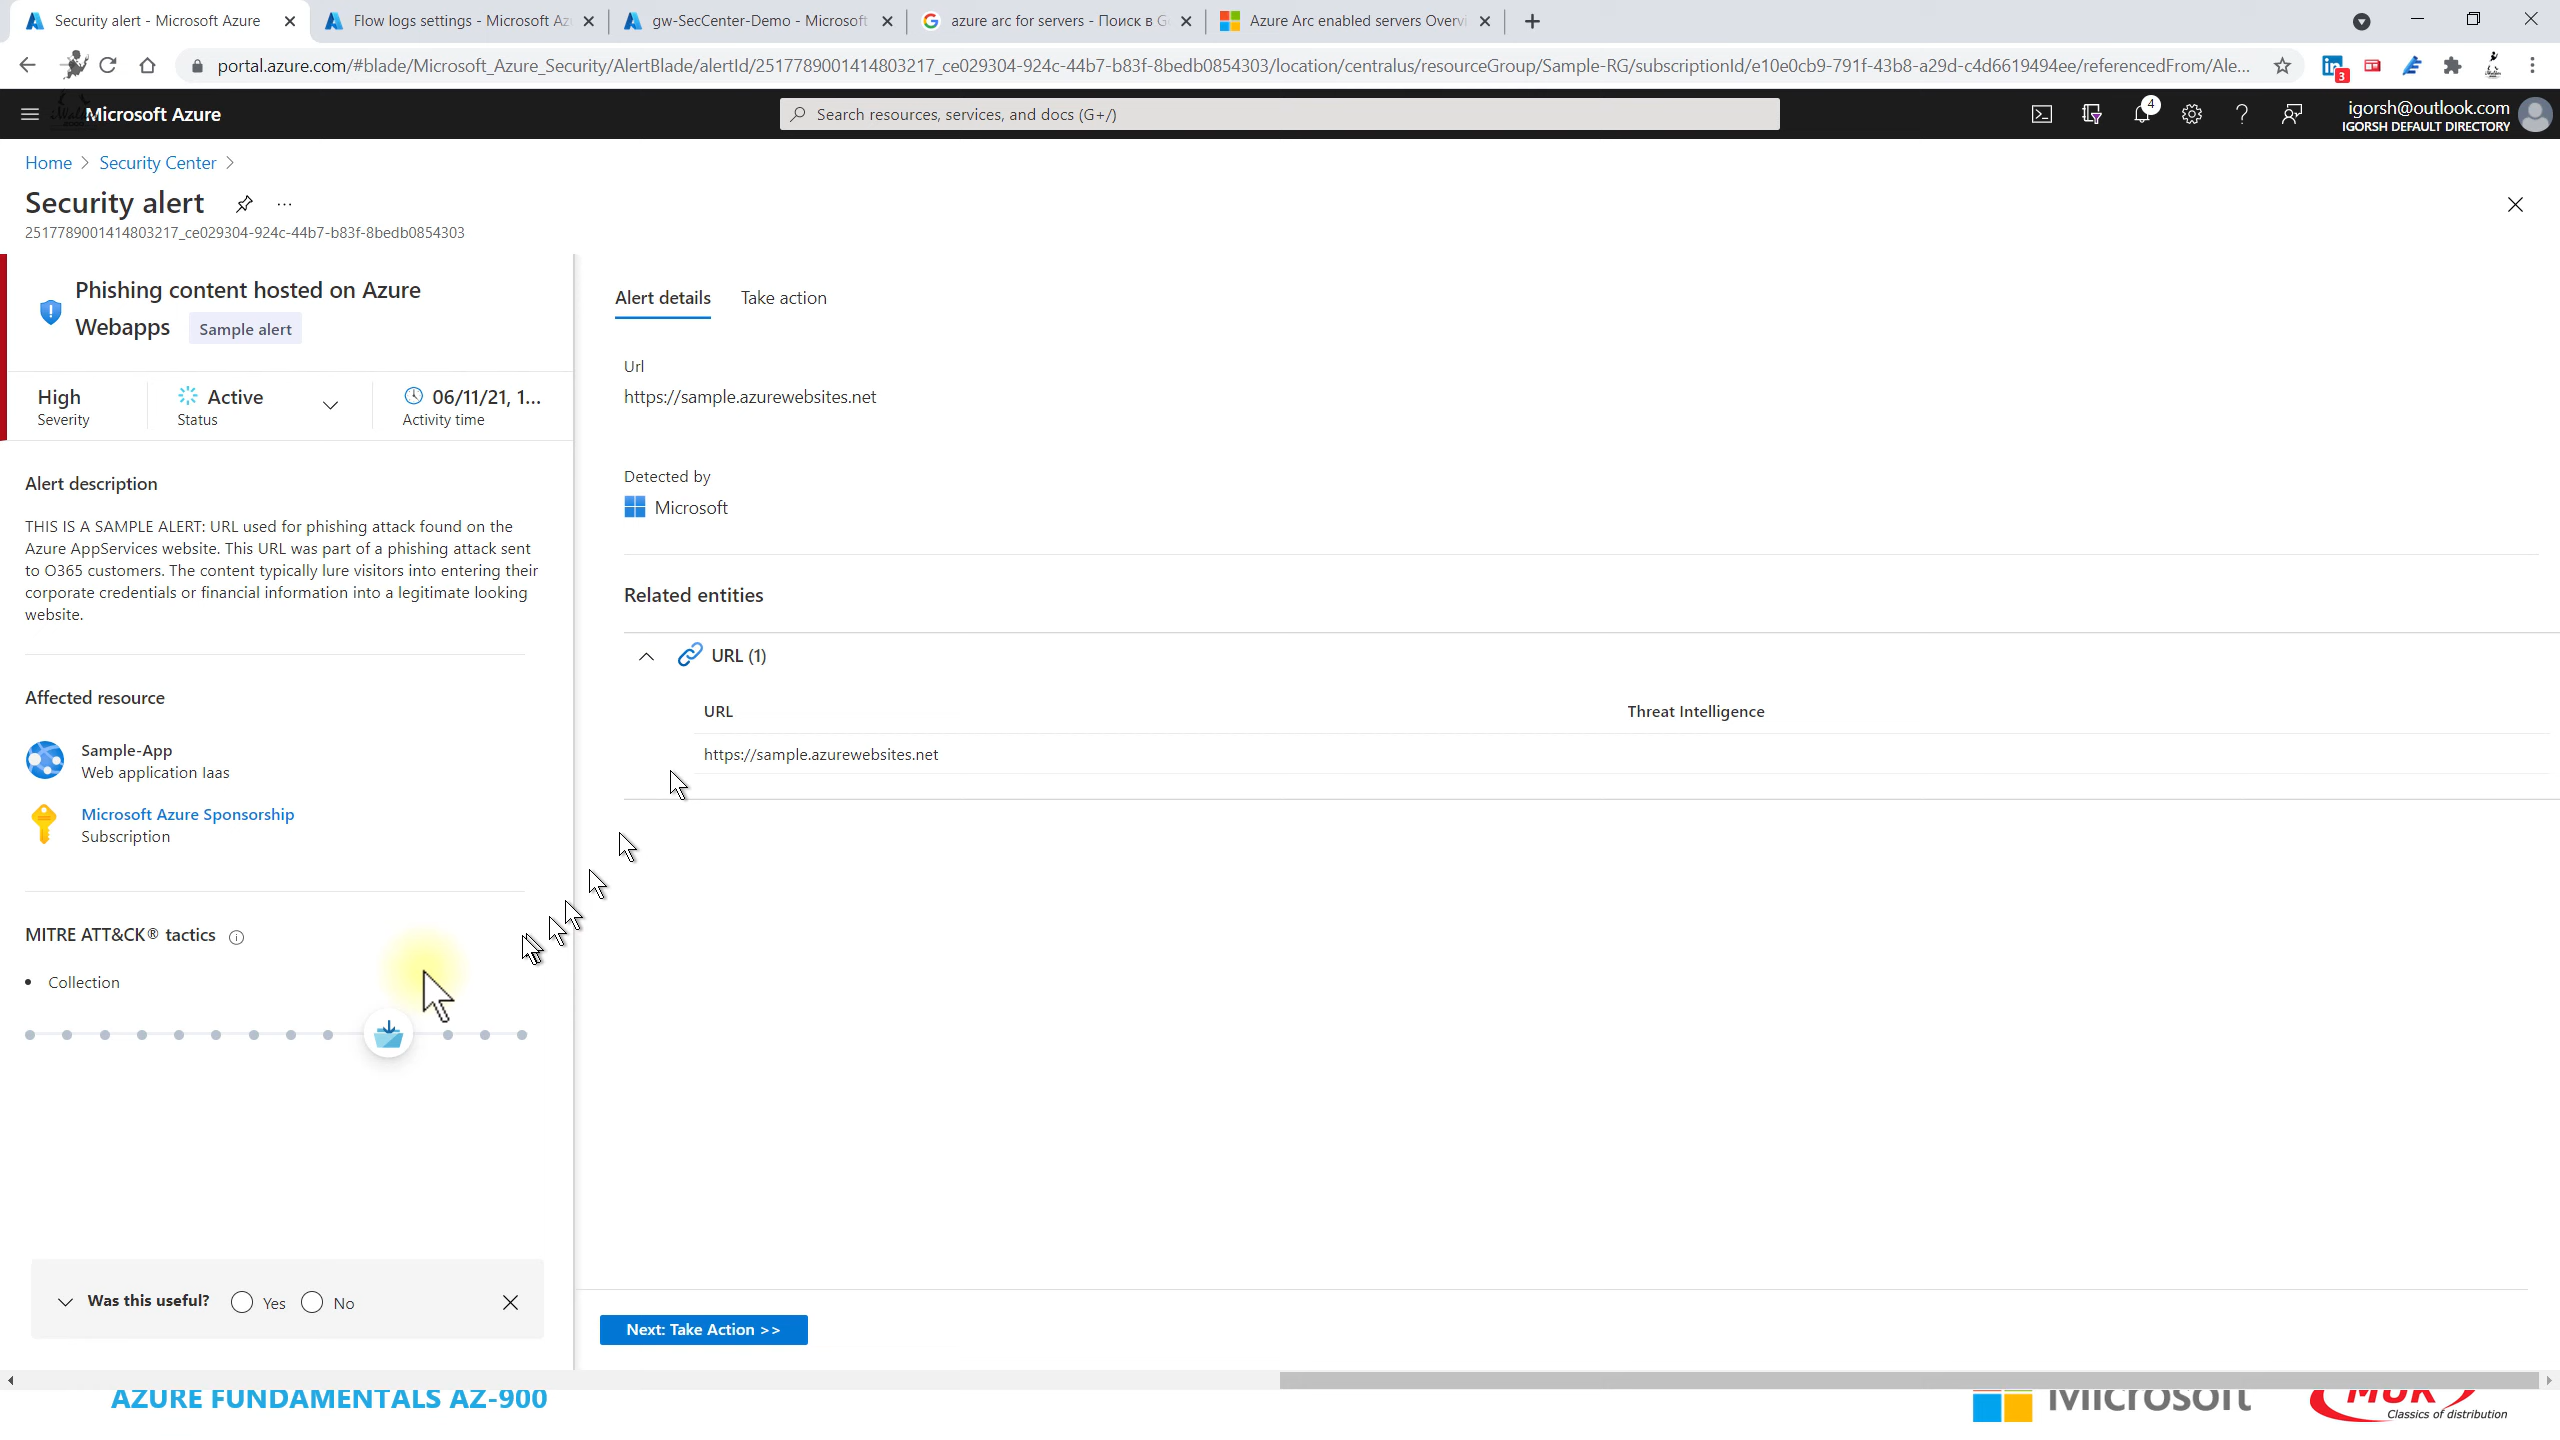 Security alert - Microsoft Azure
Flow logs settings - Microsoft Az
gw-SecCenter-Demo - Microsoft
azure arc for servers - Поиск в G
Azure Arc enabled servers Overvi
portal.azure.com/#blade/Microsoft_Azure_Security/AlertBlade/alertId/2517789001414803217_ce029304-924c-44b7-b83f-8bedb0854303/location/centralus/resourceGroup/Sample-RG/subscriptionId/e10e0cb9-791f-43b8-a29d-c4d6619494ee/referencedFrom/Ale...
3
Microsoft Azure
Search resources, services, and docs (G+/)
4
igorsh@outlook.com
IGORSH DEFAULT DIRECTORY
Home > Security Center >
Security alert
...
2517789001414803217_ce029304-924c-44b7-b83f-8bedb0854303
Phishing content hosted on Azure
Webapps
Sample alert
High
Severity
Active
Status
06/11/21, 1...
Activity time
Alert description
THIS IS A SAMPLE ALERT: URL used for phishing attack found on the
Azure AppServices website. This URL was part of a phishing attack sent
to O365 customers. The content typically lure visitors into entering their
corporate credentials or financial information into a legitimate looking
website.
Affected resource
Sample-App
Web application Iaas
Microsoft Azure Sponsorship
Subscription
MITRE ATT&CK® tactics
• Collection
Was this useful? Yes No
Alert details
Take action
Url
https://sample.azurewebsites.net
Detected by
Microsoft
Related entities
URL (1)
URL
Threat Intelligence
https://sample.azurewebsites.net
Next: Take Action >>
AZURE FUNDAMENTALS AZ-900
Microsoft
MUK
Classics of distribution